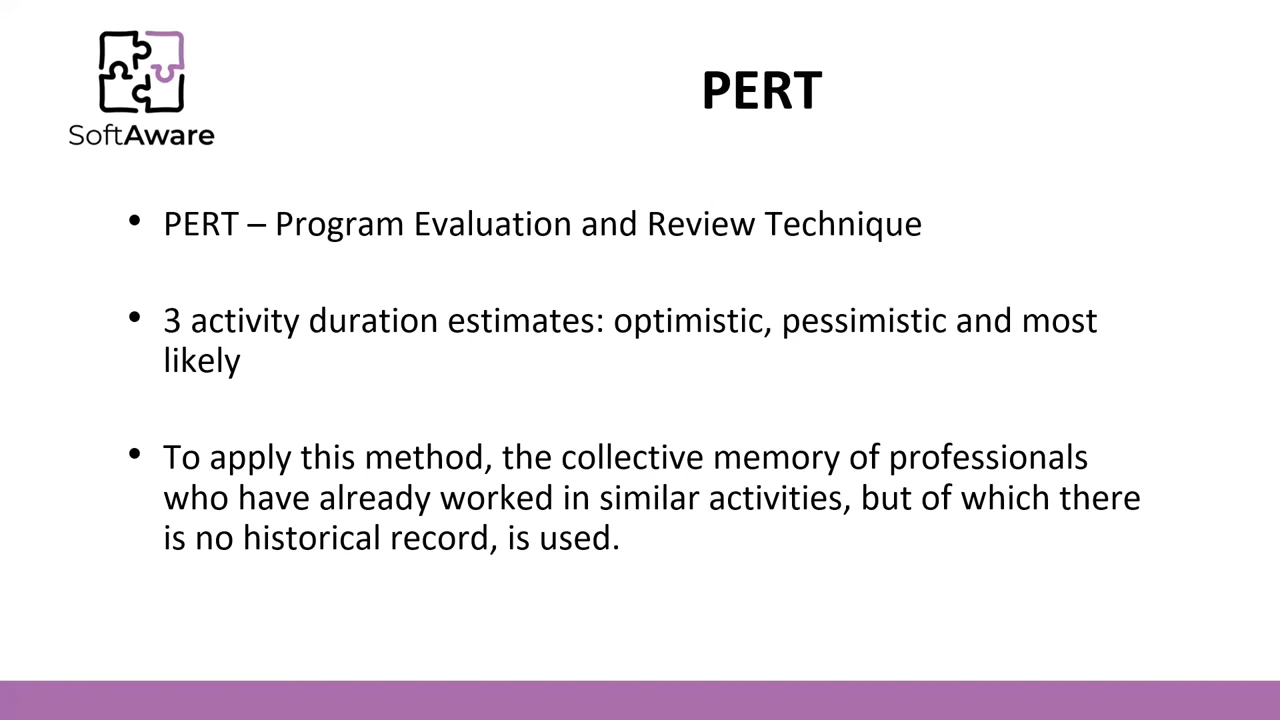 SoftAware
PERT
• PERT – Program Evaluation and Review Technique
• 3 activity duration estimates: optimistic, pessimistic and most
likely
• To apply this method, the collective memory of professionals
who have already worked in similar activities, but of which there
is no historical record, is used.